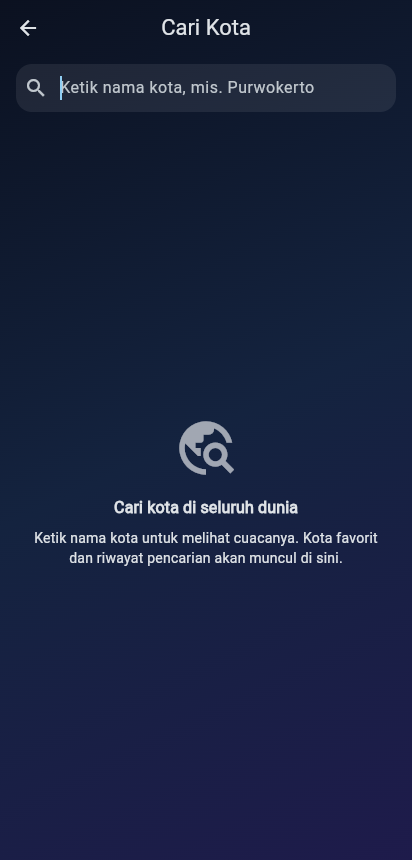 Cari Kota
Ketik nama kota, mis. Purwokerto
Cari kota di seluruh dunia
Ketik nama kota untuk melihat cuacanya. Kota favorit
dan riwayat pencarian akan muncul di sini.